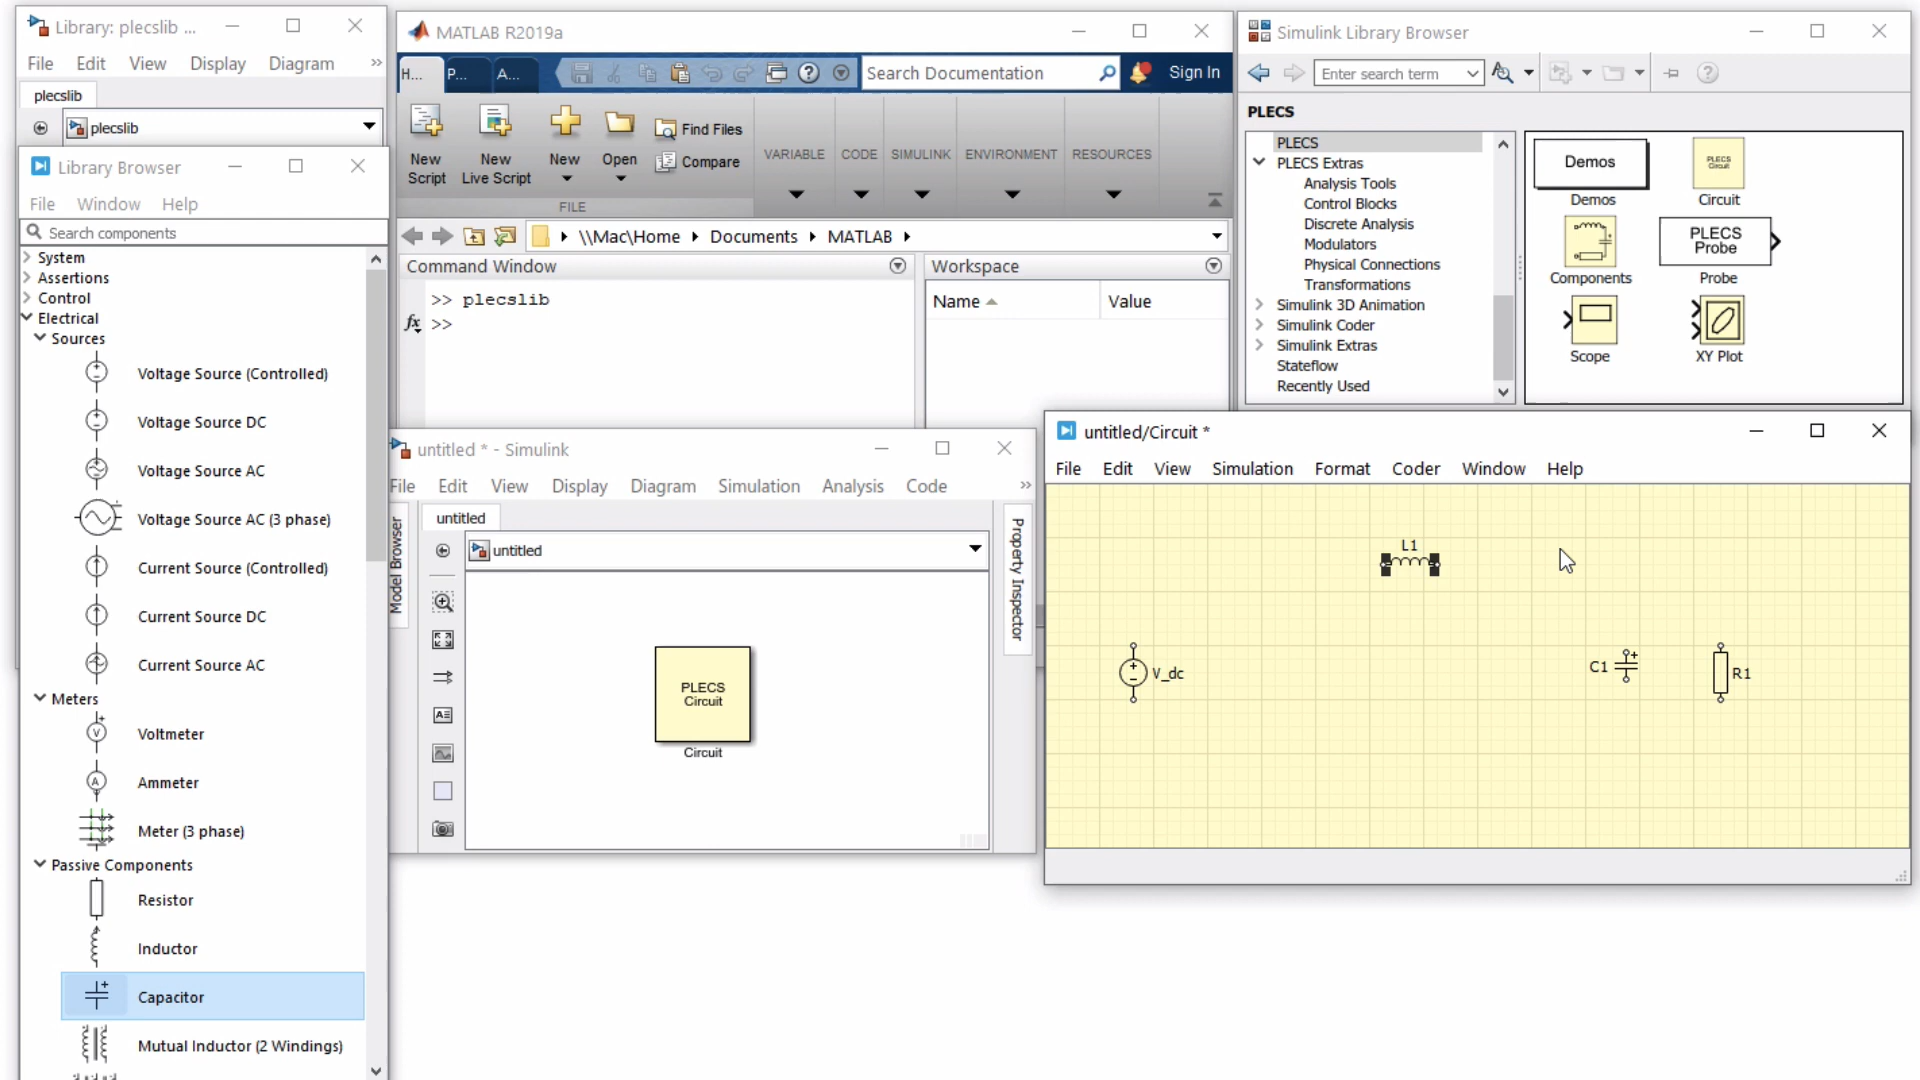 Library: plecslib ...
File Edit View Display Diagram »
plecslib
plecslib
Library Browser
File Window Help
Search components
System
Assertions
Control
Electrical
Sources
Voltage Source (Controlled)
Voltage Source DC
Voltage Source AC
Voltage Source AC (3 phase)
Current Source (Controlled)
Current Source DC
Current Source AC
Meters
V
Voltmeter
A
Ammeter
Meter (3 phase)
Passive Components
Resistor
Inductor
Capacitor
Mutual Inductor (2 Windings)
MATLAB R2019a
H... P... A...
Search Documentation
Sign In
New Script
New Live Script
New
Open
Find Files
Compare
FILE
VARIABLE
CODE
SIMULINK
ENVIRONMENT
RESOURCES
\\Mac\Home Documents MATLAB
Command Window
>> plecslib
fx >>
Workspace
Name Value
untitled * - Simulink
File Edit View Display Diagram Simulation Analysis Code »
untitled
untitled
Model Browser
Property Inspector
PLECS
Circuit
Circuit
Simulink Library Browser
Enter search term
PLECS
PLECS
PLECS Extras
Analysis Tools
Control Blocks
Discrete Analysis
Modulators
Physical Connections
Transformations
Simulink 3D Animation
Simulink Coder
Simulink Extras
Stateflow
Recently Used
Demos
Demos
PLECS
Circuit
Circuit
Components
PLECS
Probe
Probe
Scope
XY Plot
untitled/Circuit *
File Edit View Simulation Format Coder Window Help
L1
V_dc
C1
R1